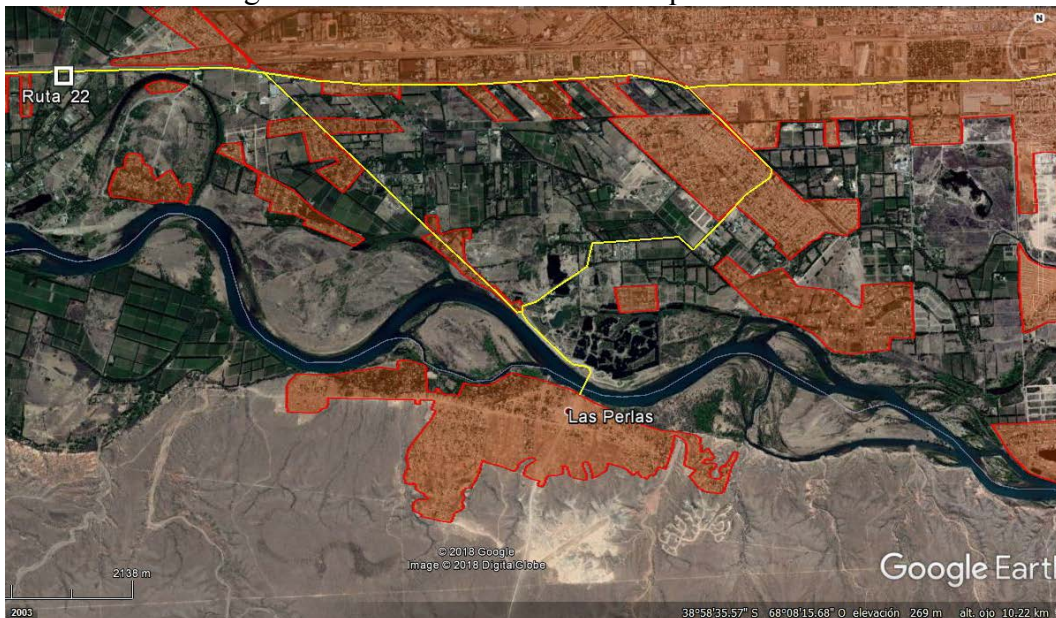 N
Ruta 22
Las Perlas
© 2018 Google
Image © 2018 DigitalGlobe
2138 m
Google Earth
2003
38°58'35.57" S 68°08'15.68" O elevación 269 m alt. ojo 10.22 km